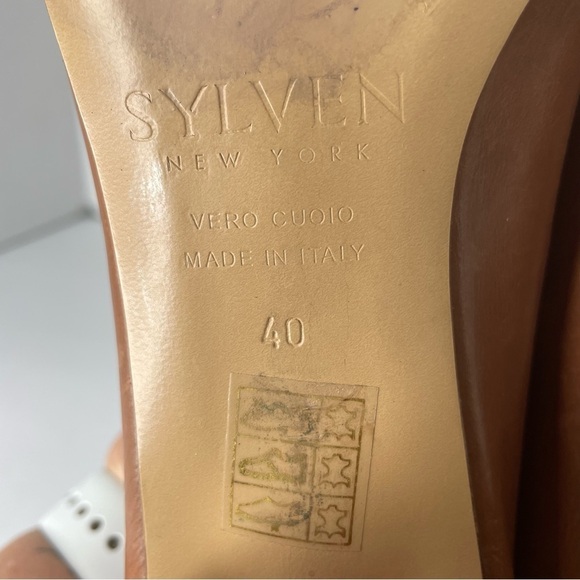 SYLVEN
NEW YORK
VERO CUOIO
MADE IN ITALY
40